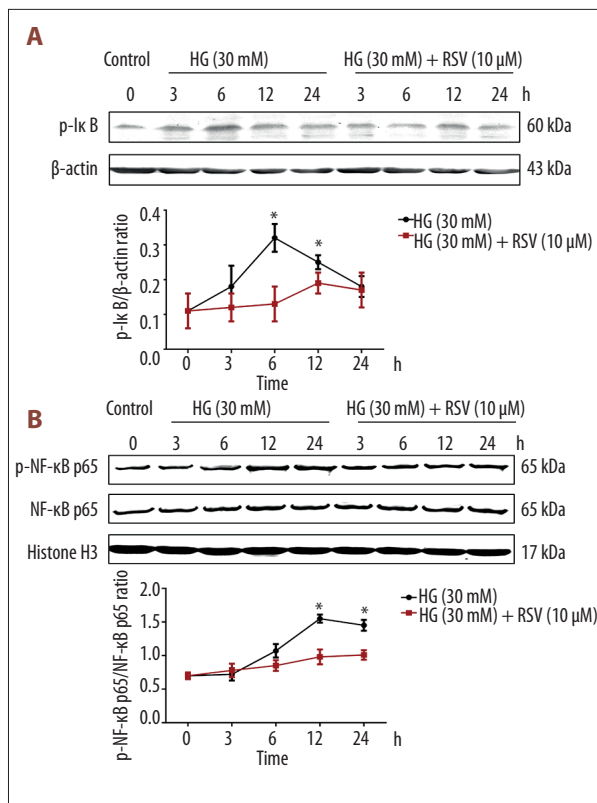 A
Control HG (30 mM) HG (30 mM) + RSV (10 µM)
0 3 6 12 24 3 6 12 24 h
p-Iκ B 60 kDa
β-actin 43 kDa
p-Iκ B/β-actin ratio
0.4
0.3
0.2
0.1
0.0
* *
HG (30 mM)
HG (30 mM) + RSV (10 µM)
0 3 6 12 24 h
Time
B
Control HG (30 mM) HG (30 mM) + RSV (10 µM)
0 3 6 12 24 3 6 12 24 h
p-NF-κB p65 65 kDa
NF-κB p65 65 kDa
Histone H3 17 kDa
p-NF-κB p65/NF-κB p65 ratio
2.0
1.5
1.0
0.5
0.0
* *
HG (30 mM)
HG (30 mM) + RSV (10 µM)
0 3 6 12 24 h
Time